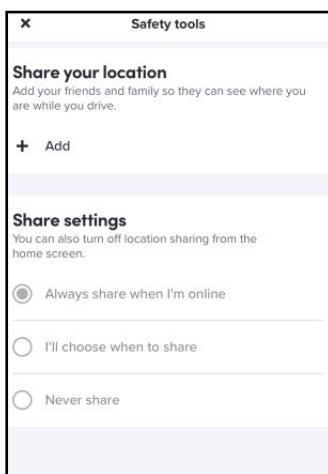 Safety tools
Share your location
Add your friends and family so they can see where you
are while you drive.
Add
Share settings
You can also turn off location sharing from the
home screen.
Always share when I'm online
I'll choose when to share
Never share